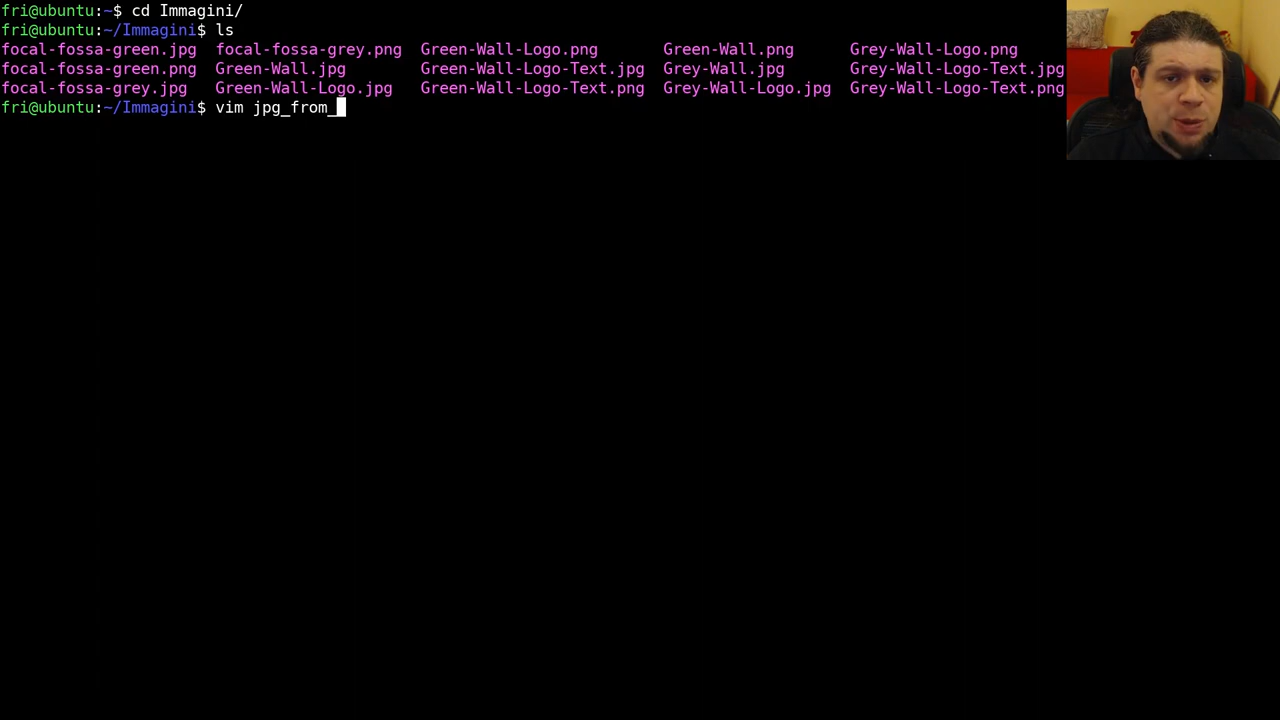 fri@ubuntu:~$ cd Immagini/
fri@ubuntu:~/Immagini$ ls
focal-fossa-green.jpg  focal-fossa-grey.png  Green-Wall-Logo.png       Green-Wall.png      Grey-Wall-Logo.png
focal-fossa-green.png  Green-Wall.jpg        Green-Wall-Logo-Text.jpg  Grey-Wall.jpg       Grey-Wall-Logo-Text.jpg
focal-fossa-grey.jpg   Green-Wall-Logo.jpg   Green-Wall-Logo-Text.png  Grey-Wall-Logo.jpg  Grey-Wall-Logo-Text.png
fri@ubuntu:~/Immagini$ vim jpg_from_